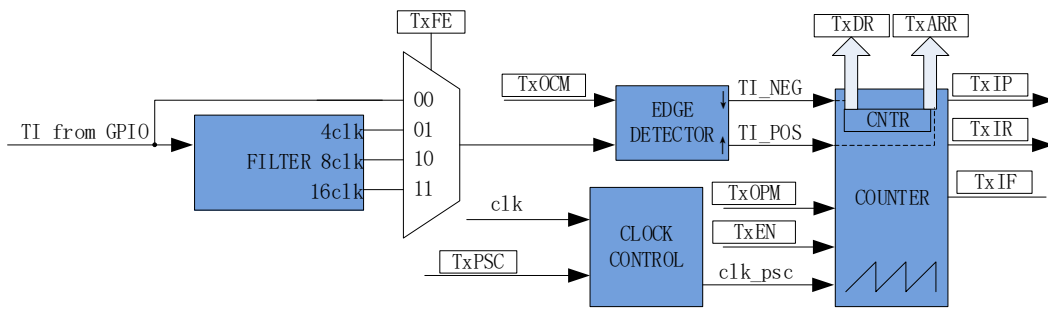 TxFE
TxDR
TxARR
TxOCM
TI_NEG
TxIP
00
EDGE
DETECTOR
↓
↑
CNTR
TI from GPIO
4clk
01
TI_POS
TxIR
FILTER 8clk
10
16clk
11
TxIF
clk
TxOPM
COUNTER
CLOCK
CONTROL
TxEN
TxPSC
clk_psc